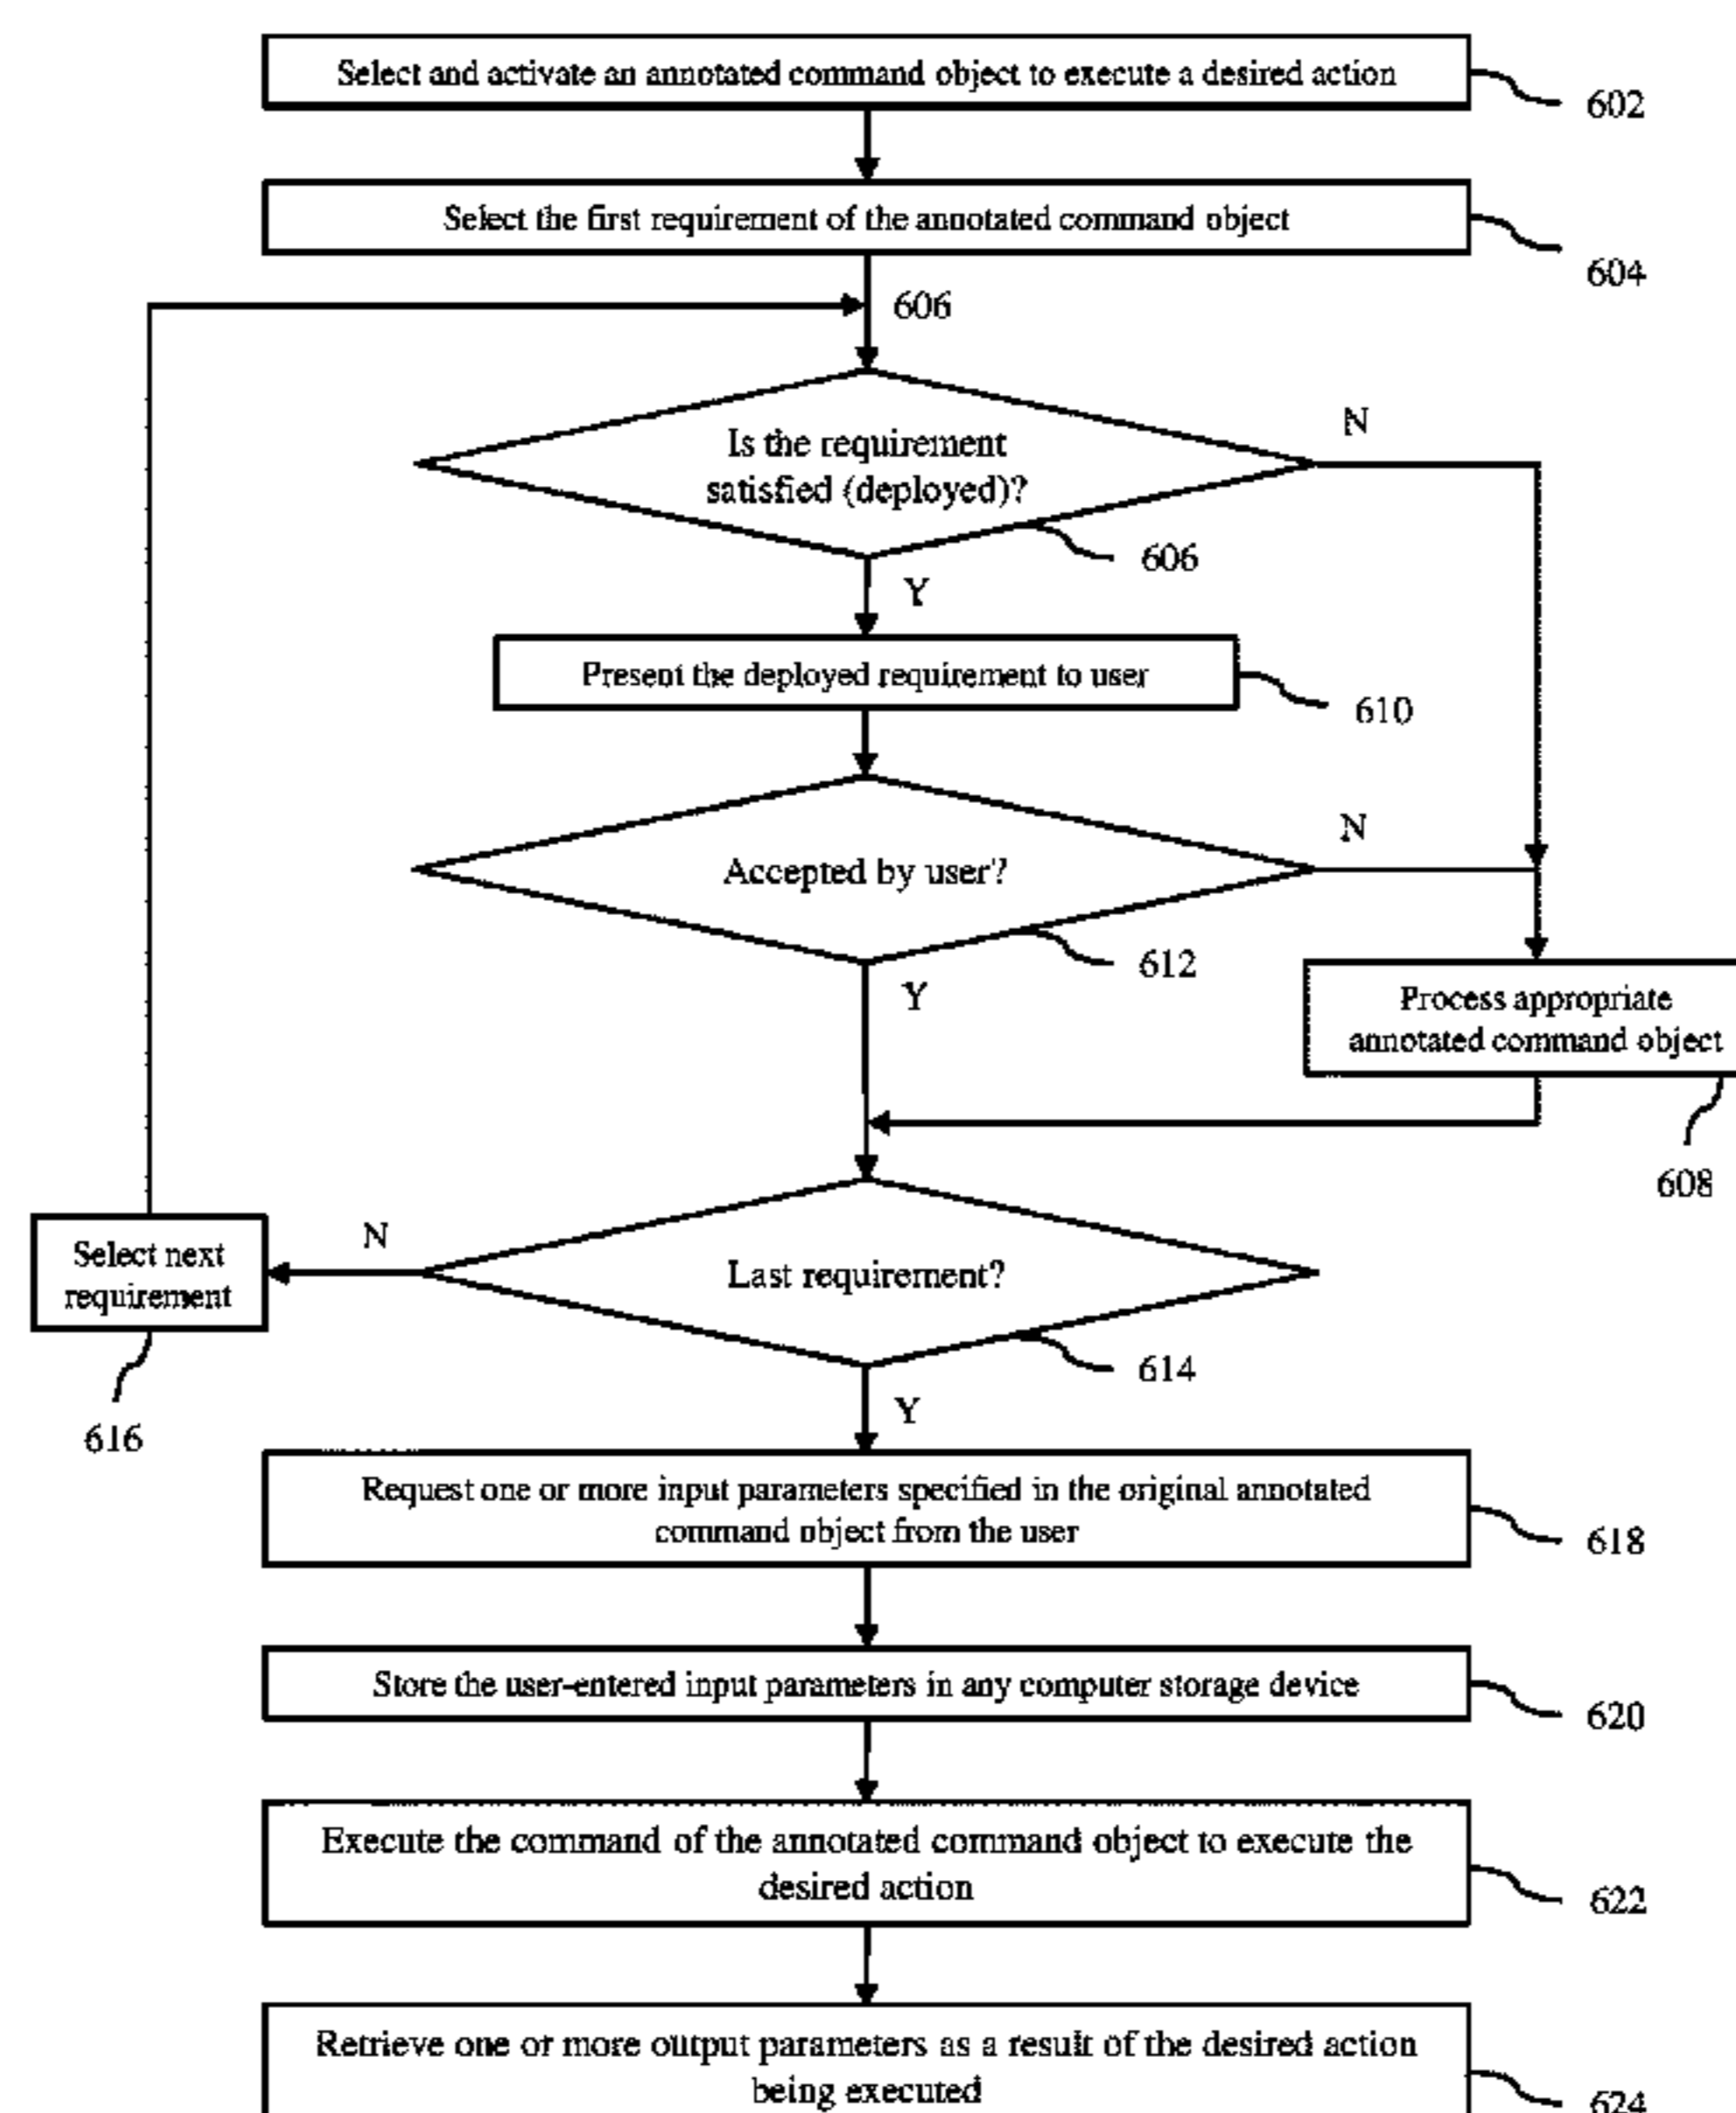 Select and activate an annotated command object to execute a desired action
602
Select the first requirement of the annotated command object
604
606
Is the requirement
satisfied (deployed)?
N
606
Y
Present the deployed requirement to user
610
Accepted by user?
N
612
Y
Process appropriate
annotated command object
608
Select next
requirement
N
Last requirement?
614
616
Y
Request one or more input parameters specified in the original annotated
command object from the user
618
Store the user-entered input parameters in any computer storage device
620
Execute the command of the annotated command object to execute the
desired action
622
Retrieve one or more output parameters as a result of the desired action
being executed
624